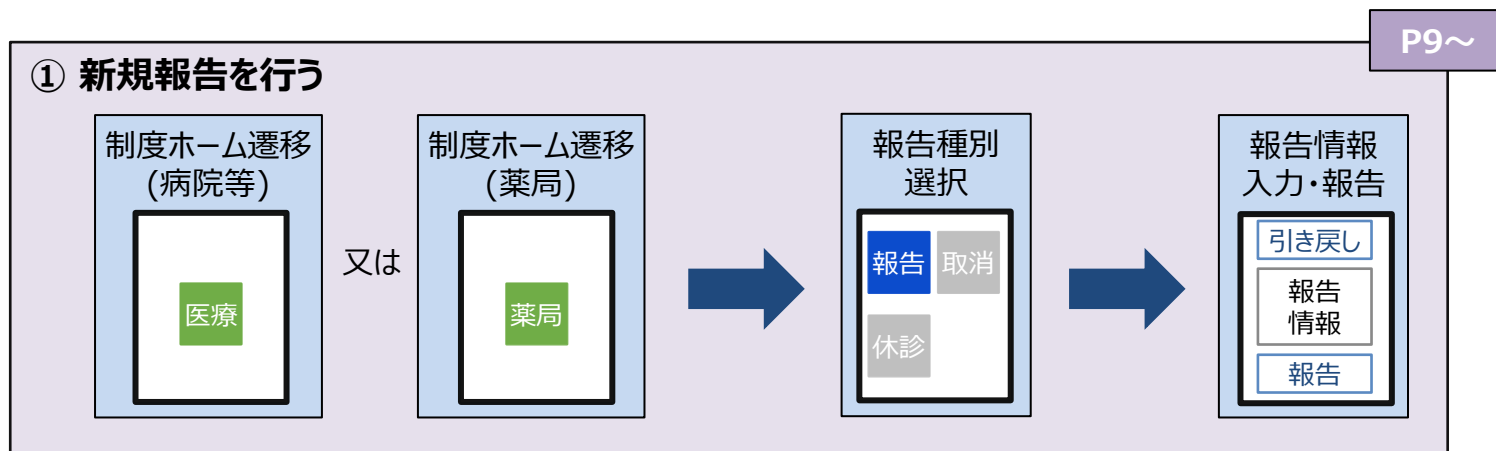 P9～
① 新規報告を行う
制度ホーム遷移
(病院等)
医療
又は
制度ホーム遷移
(薬局)
薬局
報告種別
選択
報告
取消
休診
報告情報
入力・報告
引き戻し
報告
情報
報告